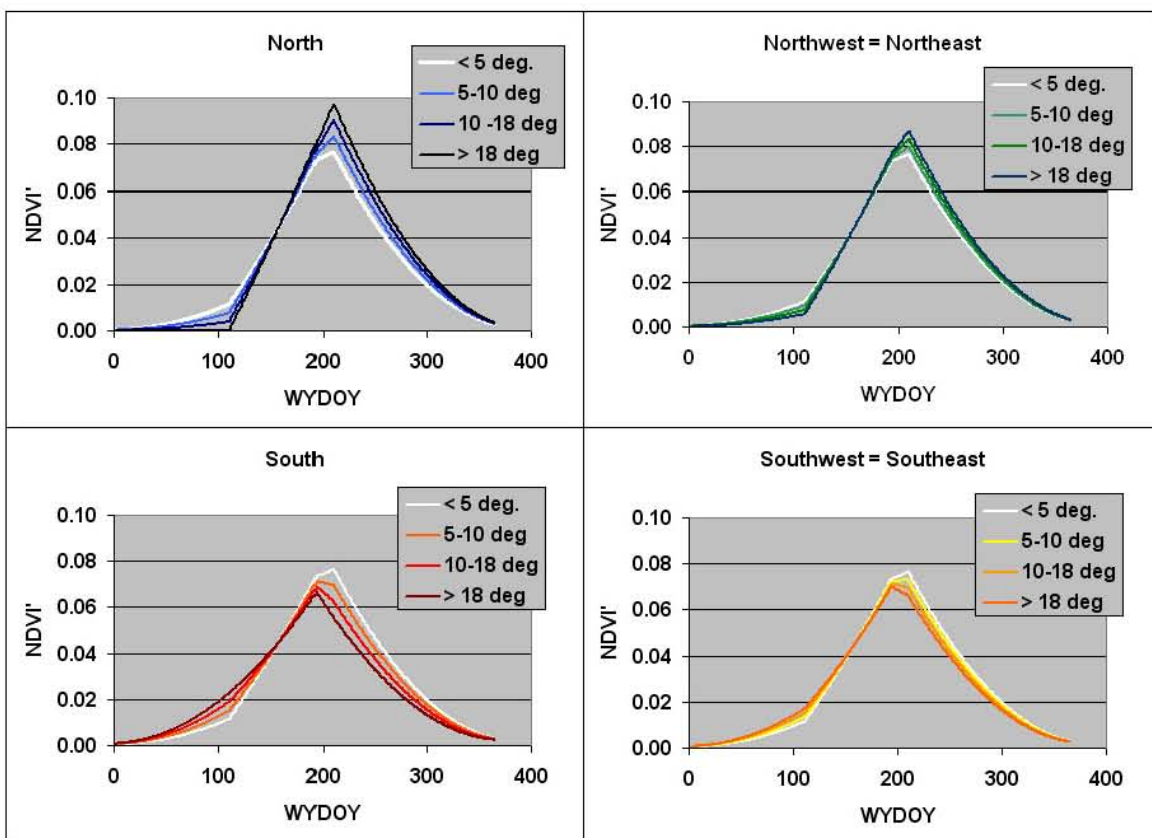 North
< 5 deg.
5-10 deg
10 -18 deg
> 18 deg
0.10
0.08
0.06
0.04
0.02
0.00
NDVI'
0 100 200 300 400
WYDOY
Northwest = Northeast
< 5 deg.
5-10 deg
10-18 deg
> 18 deg
0.10
0.08
0.06
0.04
0.02
0.00
NDVI'
0 100 200 300 400
WYDOY
South
< 5 deg.
5-10 deg
10-18 deg
> 18 deg
0.10
0.08
0.06
0.04
0.02
0.00
NDVI'
0 100 200 300 400
WYDOY
Southwest = Southeast
< 5 deg.
5-10 deg
10-18 deg
> 18 deg
0.10
0.08
0.06
0.04
0.02
0.00
NDVI'
0 100 200 300 400
WYDOY